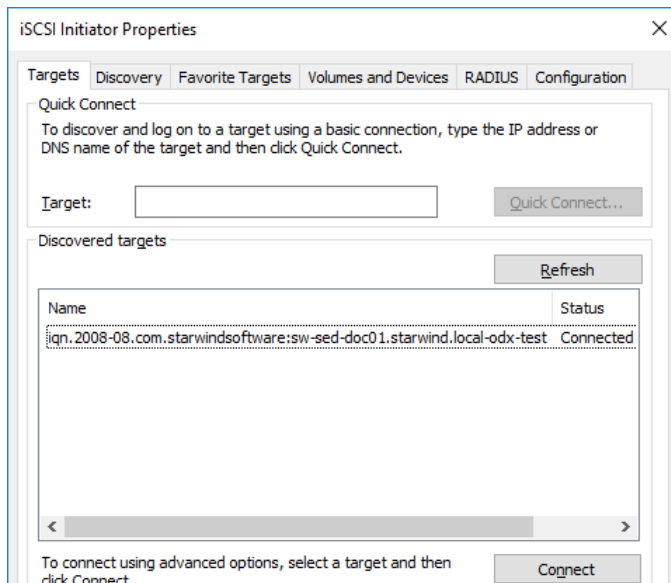 iSCSI Initiator Properties
Targets Discovery Favorite Targets Volumes and Devices RADIUS Configuration
Quick Connect
To discover and log on to a target using a basic connection, type the IP address or
DNS name of the target and then click Quick Connect.
Target:
Quick Connect...
Discovered targets
Refresh
Name Status
iqn.2008-08.com.starwindsoftware:sw-sed-doc01.starwind.local-odx-test Connected
To connect using advanced options, select a target and then
click Connect
Connect